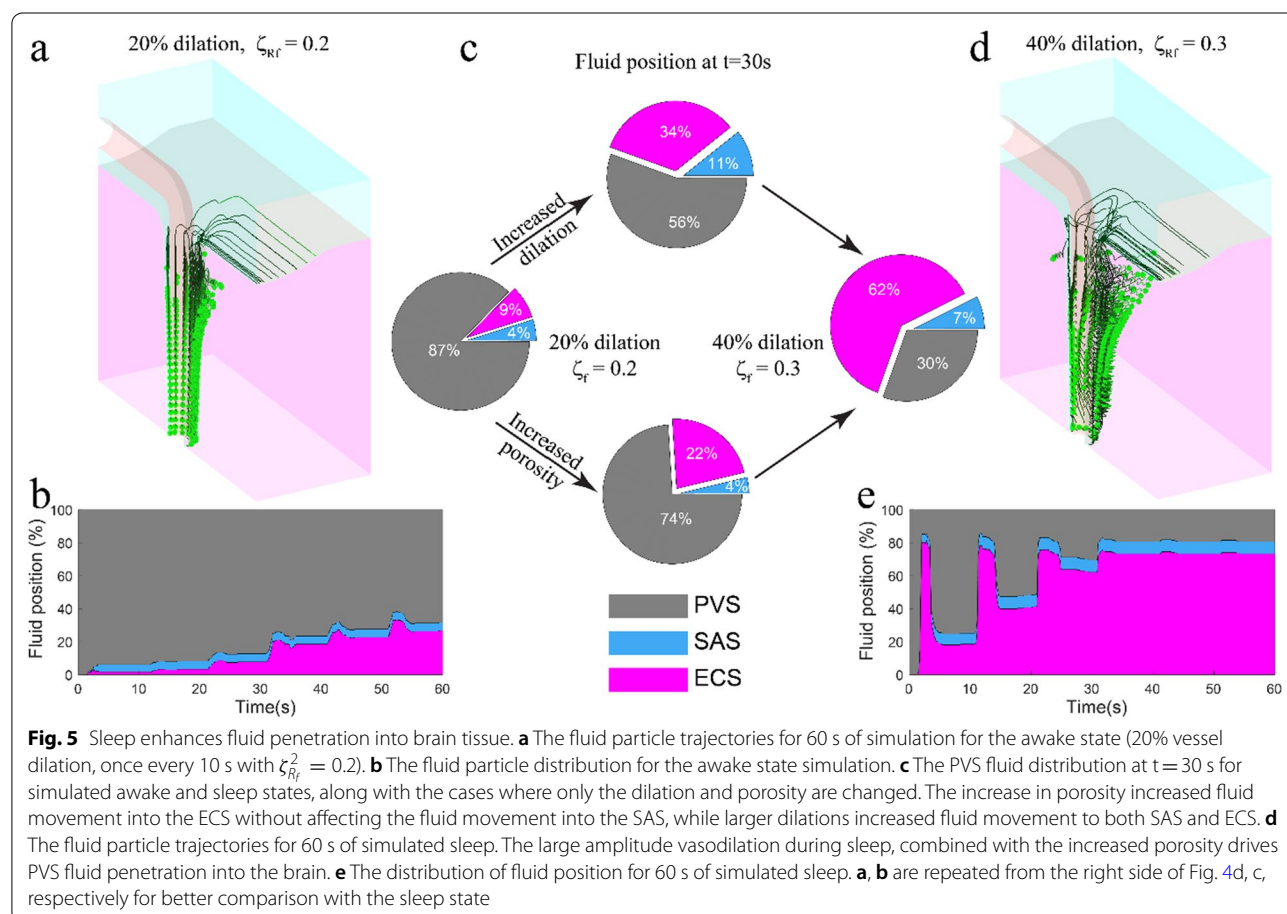 a
20% dilation, ζRf = 0.2
c
Fluid position at t=30s
d
40% dilation, ζRf = 0.3
34%
11%
56%
Increased
dilation
87%
9%
4%
20% dilation
ζf = 0.2
40% dilation
ζf = 0.3
62%
7%
30%
Increased
porosity
22%
4%
74%
b
Fluid position (%)
100
80
60
40
20
0
0 10 20 30 40 50 60
Time(s)
PVS
SAS
ECS
e
Fluid position (%)
100
80
60
40
20
0
0 10 20 30 40 50 60
Time(s)
Fig. 5 Sleep enhances fluid penetration into brain tissue. a The fluid particle trajectories for 60 s of simulation for the awake state (20% vessel
dilation, once every 10 s with ζ²Rf = 0.2). b The fluid particle distribution for the awake state simulation. c The PVS fluid distribution at t = 30 s for
simulated awake and sleep states, along with the cases where only the dilation and porosity are changed. The increase in porosity increased fluid
movement into the ECS without affecting the fluid movement into the SAS, while larger dilations increased fluid movement to both SAS and ECS. d
The fluid particle trajectories for 60 s of simulated sleep. The large amplitude vasodilation during sleep, combined with the increased porosity drives
PVS fluid penetration into the brain. e The distribution of fluid position for 60 s of simulated sleep. a, b are repeated from the right side of Fig. 4d, c,
respectively for better comparison with the sleep state